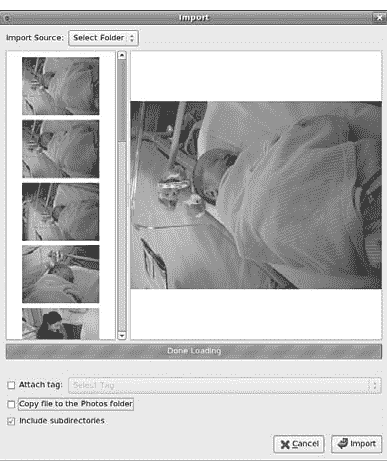 Import
Import Source: Select Folder
Done Loading
Attach tag: Select Tag
Copy file to the Photos folder
Include subdirectories
Cancel
Import